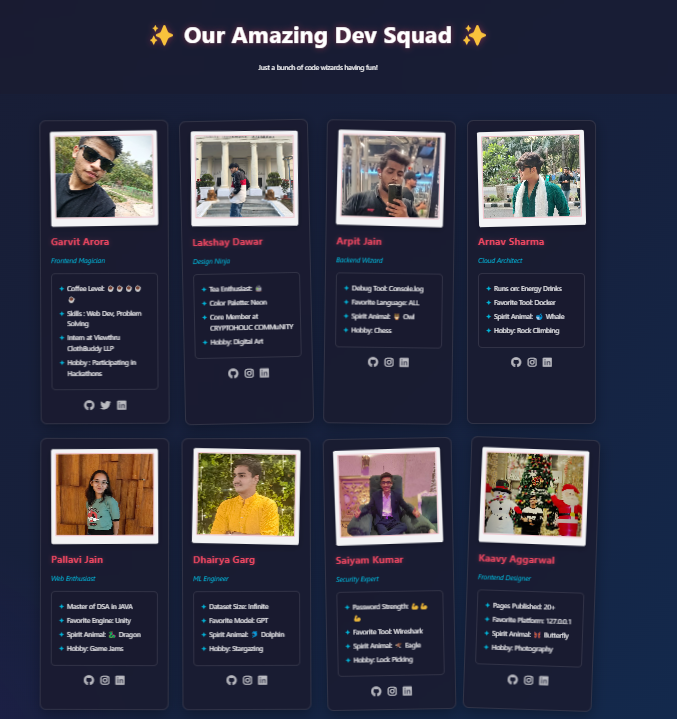 ✨ Our Amazing Dev Squad ✨
Just a bunch of code wizards having fun!
Garvit Arora
Frontend Magician
Coffee Level: ☕ ☕ ☕ ☕
☕
Skills : Web Dev, Problem
Solving
Intern at Viewthru
ClothBuddy LLP
Hobby : Participating in
Hackathons
Lakshay Dawar
Design Ninja
Tea Enthusiast: 🍵
Color Palette: Neon
Core Member at
CRYPTOHOLIC COMMuNITY
Hobby: Digital Art
Arpit Jain
Backend Wizard
Debug Tool: Console.log
Favorite Language: ALL
Spirit Animal: 🦉 Owl
Hobby: Chess
Arnav Sharma
Cloud Architect
Runs on: Energy Drinks
Favorite Tool: Docker
Spirit Animal: 🐋 Whale
Hobby: Rock Climbing
Pallavi Jain
Web Enthusiast
Master of DSA in JAVA
Favorite Engine: Unity
Spirit Animal: 🐉 Dragon
Hobby: Game Jams
Dhairya Garg
ML Engineer
Dataset Size: Infinite
Favorite Model: GPT
Spirit Animal: 🐬 Dolphin
Hobby: Stargazing
Saiyam Kumar
Security Expert
Password Strength: 💪 💪
💪
Favorite Tool: Wireshark
Spirit Animal: 🦅 Eagle
Hobby: Lock Picking
Kaavy Aggarwal
Frontend Designer
Pages Published: 20+
Favorite Platform: 127.0.0.1
Spirit Animal: 🦋 Butterfly
Hobby: Photography